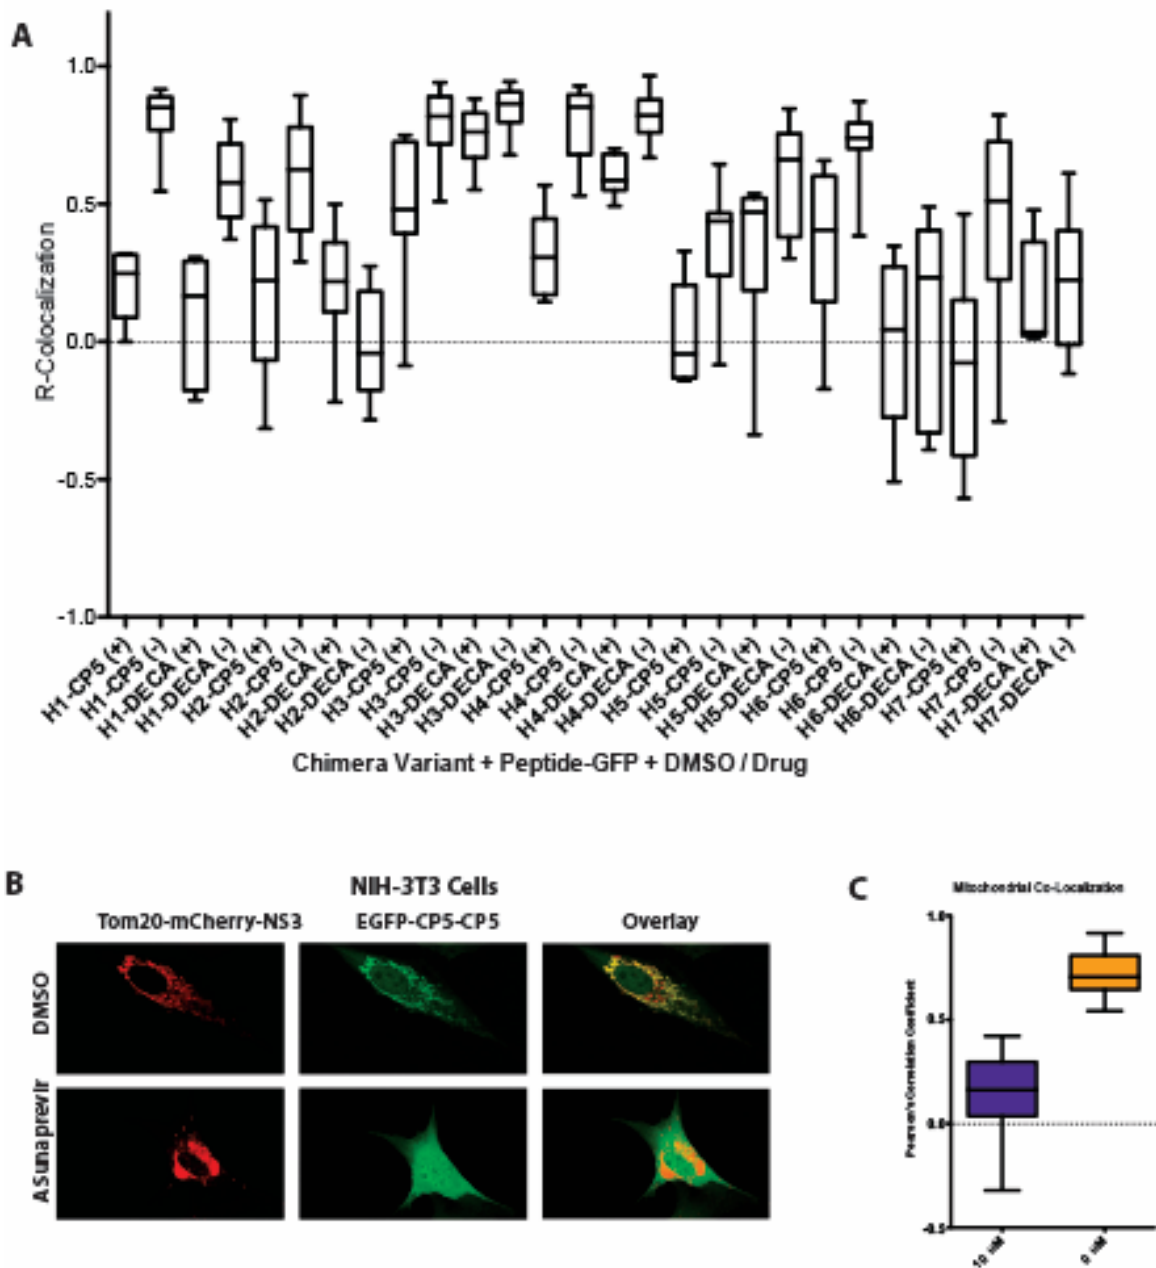 A
1.0
0.5
0.0
-0.5
-1.0
R-Colocalization
H1-CP5 (+)
H1-CP5 (-)
H1-DECA (+)
H1-DECA (-)
H2-CP5 (+)
H2-CP5 (-)
H2-DECA (+)
H2-DECA (-)
H3-CP5 (+)
H3-CP5 (-)
H3-DECA (+)
H3-DECA (-)
H4-CP5 (+)
H4-CP5 (-)
H4-DECA (+)
H4-DECA (-)
H5-CP5 (+)
H5-CP5 (-)
H5-DECA (+)
H5-DECA (-)
H6-CP5 (+)
H6-CP5 (-)
H6-DECA (+)
H6-DECA (-)
H7-CP5 (+)
H7-CP5 (-)
H7-DECA (+)
H7-DECA (-)
Chimera Variant + Peptide-GFP + DMSO / Drug
B
NIH-3T3 Cells
Tom20-mCherry-NS3
EGFP-CP5-CP5
Overlay
DMSO
ASunaprevir
C
Mitochondrial Co-Localization
Pearson's Correlation Coefficient
1.0
0.5
0.0
-0.5
10 uM
0 uM